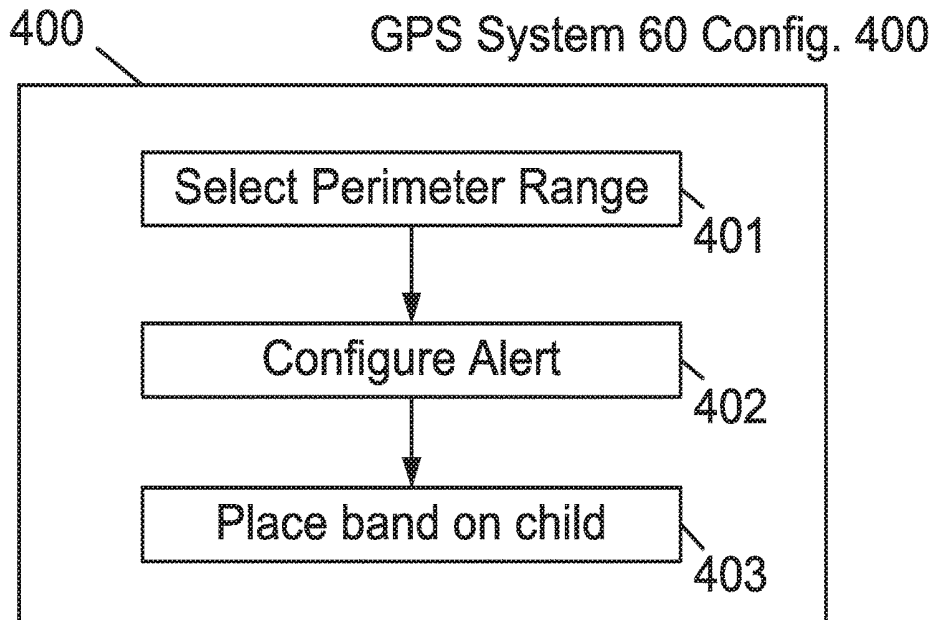 400
GPS System 60 Config. 400
Select Perimeter Range
401
Configure Alert
402
Place band on child
403